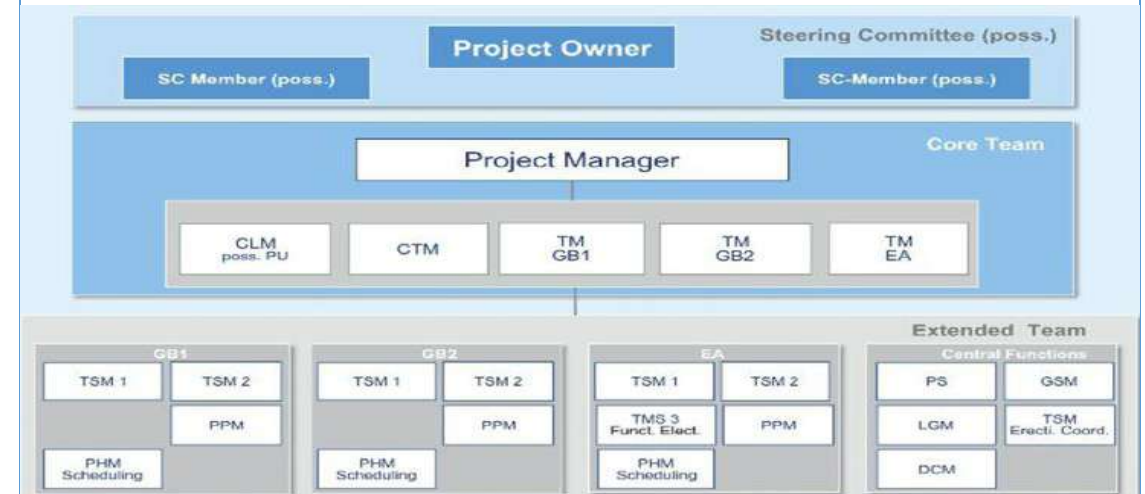 Steering Committee (poss.)
Project Owner
SC Member (poss.)
SC-Member (poss.)
Core Team
Project Manager
CLM
poss. PU
CTM
TM
GB1
TM
GB2
TM
EA
Extended Team
GB1
TSM 1
TSM 2
PPM
PHM
Scheduling
GB2
TSM 1
TSM 2
PPM
PHM
Scheduling
EA
TSM 1
TSM 2
TMS 3
Funct. Elect.
PPM
PHM
Scheduling
Central Functions
PS
GSM
LGM
TSM
Erecti. Coord.
DCM